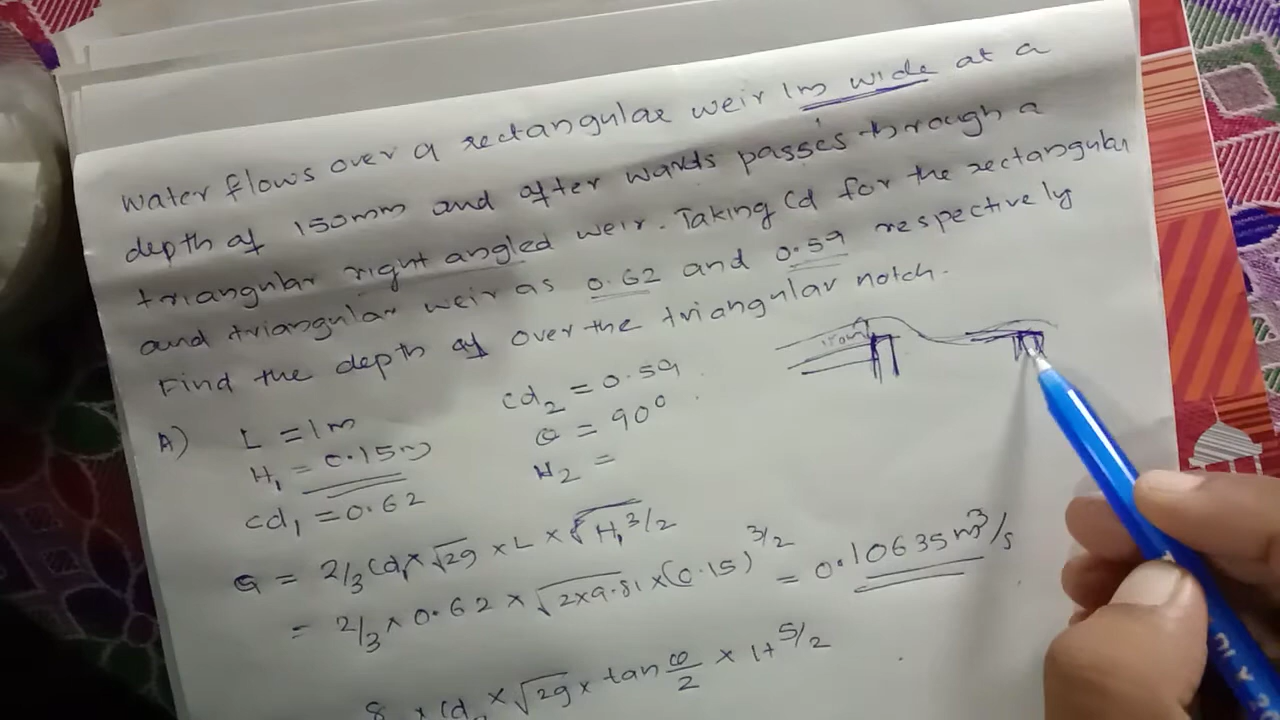 water flows over a rectangular weir 1m wide at a
depth of 150mm and after wards passes through a
triangular right angled weir. Taking Cd for the rectangular
and triangular weir as 0.62 and 0.59 respectively
Find the depth of over the triangular notch.
A) L = 1m
H₁ = 0.15m
cd₁ = 0.62
cd₂ = 0.59
θ = 90°
H₂ =
Q = 2/3 Cd₁ × √2g × L × √H₁^3/2
= 2/3 × 0.62 × √2×9.81 × (0.15)^3/2 = 0.10635 m³/s
8 × Cd₂ × √2g × tan θ/2 × H^5/2